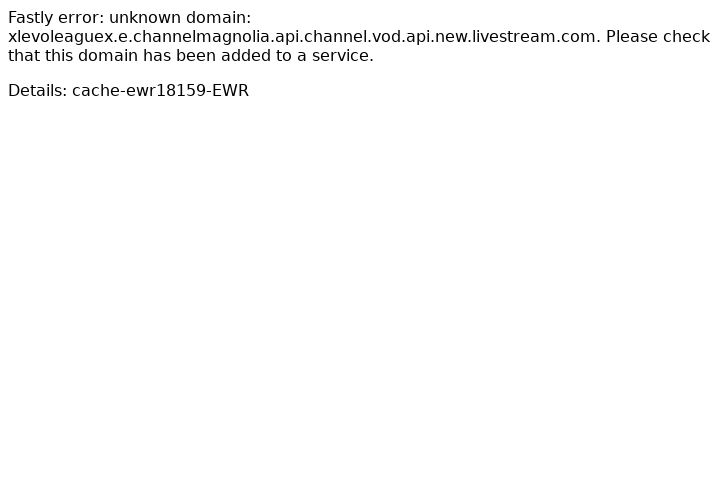 Fastly error: unknown domain:
xlevoleaguex.e.channelmagnolia.api.channel.vod.api.new.livestream.com. Please check
that this domain has been added to a service.
Details: cache-ewr18159-EWR